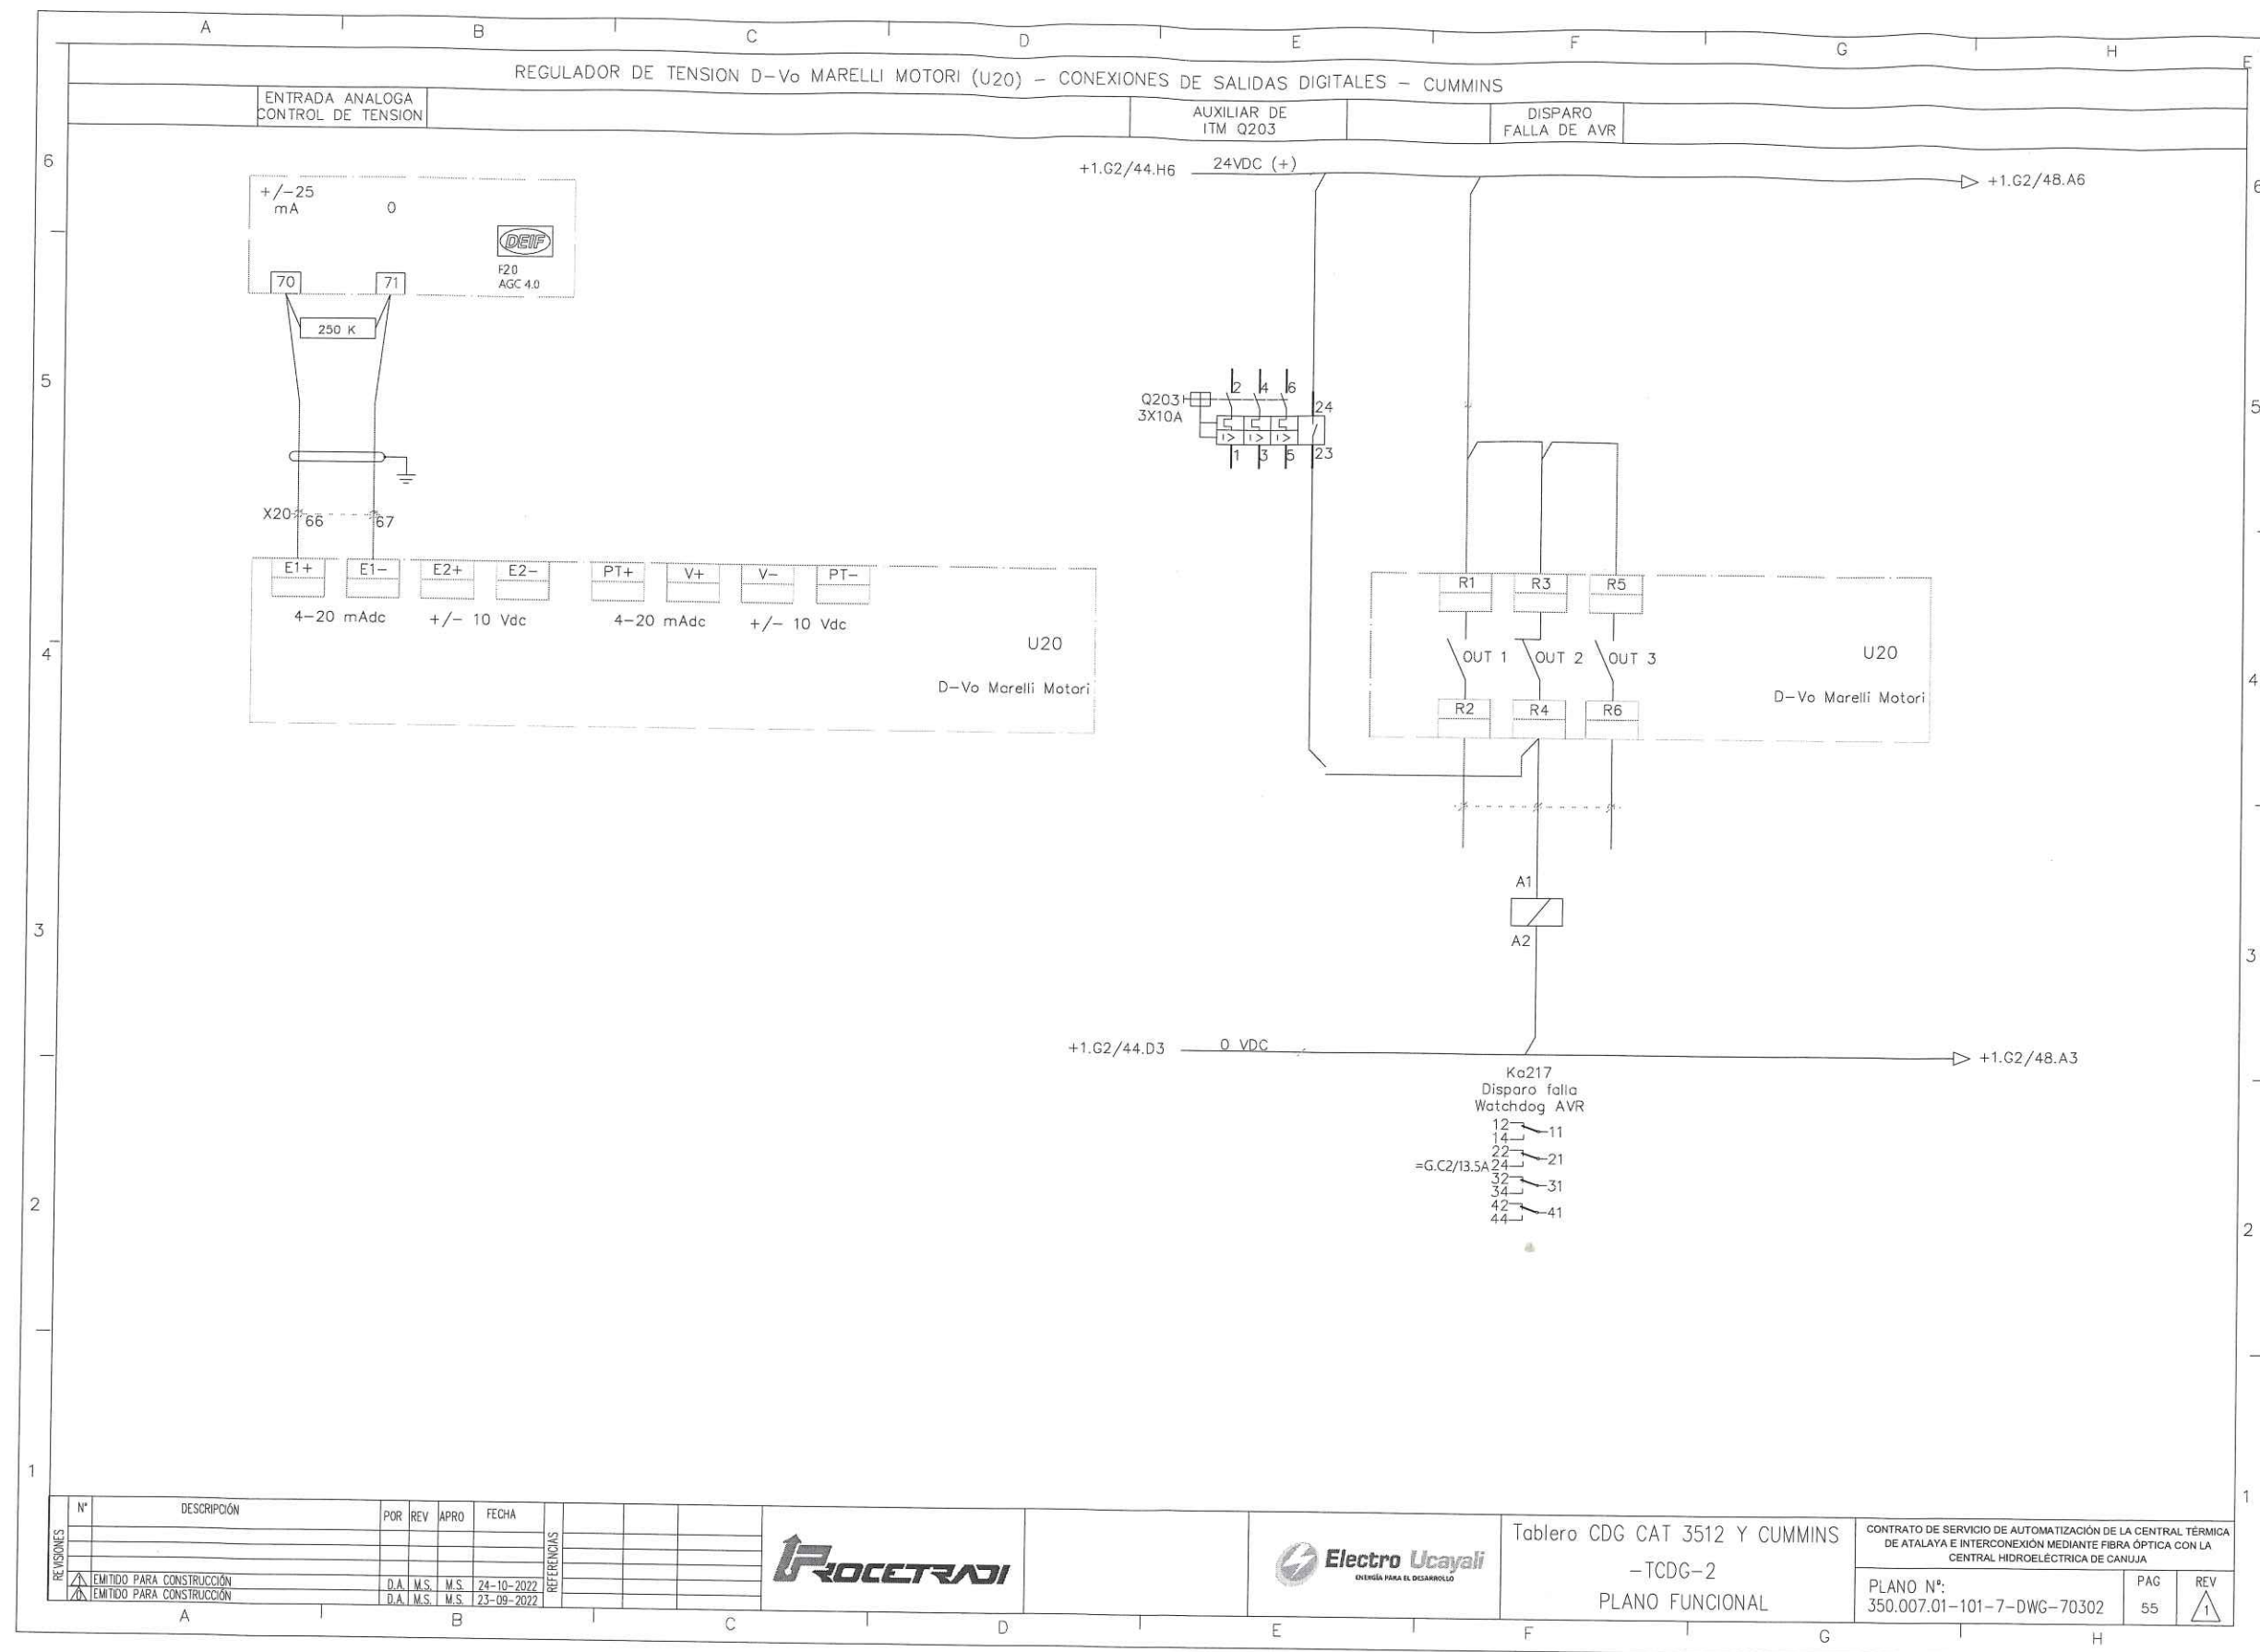 A B C D E F G H
REGULADOR DE TENSION D-Vo MARELLI MOTORI (U20) - CONEXIONES DE SALIDAS DIGITALES - CUMMINS
ENTRADA ANALOGA
CONTROL DE TENSION
AUXILIAR DE
ITM Q203
DISPARO
FALLA DE AVR
6
+1.G2/44.H6 24VDC (+)
+1.G2/48.A6
+/-25
mA 0
DEIF
F20
AGC 4.0
70 71
250 K
5
5
2 4 6
Q203
3X10A
24
I> I> I>
1 3 5 23
X20 66 67
E1+ E1- E2+ E2- PT+ V+ V- PT-
4-20 mAdc +/- 10 Vdc 4-20 mAdc +/- 10 Vdc
U20
D-Vo Marelli Motori
R1 R3 R5
OUT 1 OUT 2 OUT 3
U20
R2 R4 R6
D-Vo Marelli Motori
4
4
A1
A2
3
3
+1.G2/44.D3 0 VDC
+1.G2/48.A3
Ka217
Disparo falla
Watchdog AVR
12 11
14
22 21
=G.C2/13.5A 24
32 31
34
42 41
44
2
2
1
1
REVISIONES
N° DESCRIPCIÓN POR REV APRO FECHA
1 EMITIDO PARA CONSTRUCCIÓN D.A. M.S. M.S. 24-10-2022
EMITIDO PARA CONSTRUCCIÓN D.A. M.S. M.S. 23-09-2022
REFERENCIAS
PROCETRADI
Electro Ucayali
ENERGÍA PARA EL DESARROLLO
Tablero CDG CAT 3512 Y CUMMINS
-TCDG-2
PLANO FUNCIONAL
CONTRATO DE SERVICIO DE AUTOMATIZACIÓN DE LA CENTRAL TÉRMICA
DE ATALAYA E INTERCONEXIÓN MEDIANTE FIBRA ÓPTICA CON LA
CENTRAL HIDROELÉCTRICA DE CANUJA
PLANO N°:
350.007.01-101-7-DWG-70302
PAG
55
REV
1
A B C D E F G H